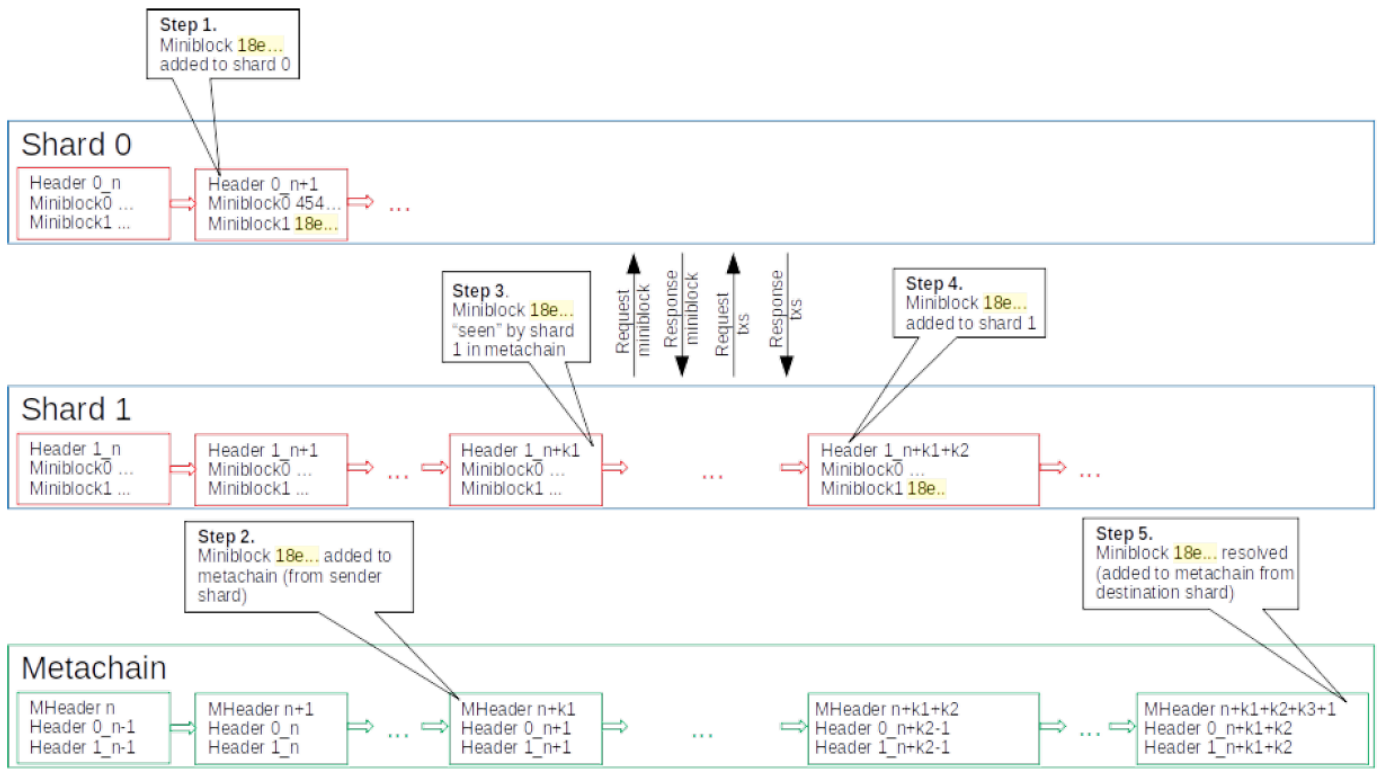 Step 1.
Miniblock 18e...
added to shard 0
Shard 0
Header 0_n
Miniblock0 ...
Miniblock1 ...
Header 0_n+1
Miniblock0 454...
Miniblock1 18e...
...
Step 3.
Miniblock 18e...
“seen” by shard
1 in metachain
Request
miniblock
Response
miniblock
Request
txs
Response
txs
Step 4.
Miniblock 18e...
added to shard 1
Shard 1
Header 1_n
Miniblock0 ...
Miniblock1 ...
Header 1_n+1
Miniblock0 ...
Miniblock1 ...
...
Header 1_n+k1
Miniblock0 ...
Miniblock1 ...
...
Header 1_n+k1+k2
Miniblock0 ...
Miniblock1 18e..
...
Step 2.
Miniblock 18e... added to
metachain (from sender
shard)
Step 5.
Miniblock 18e... resolved
(added to metachain from
destination shard)
Metachain
MHeader n
Header 0_n-1
Header 1_n-1
MHeader n+1
Header 0_n
Header 1_n
...
MHeader n+k1
Header 0_n+1
Header 1_n+1
...
MHeader n+k1+k2
Header 0_n+k2-1
Header 1_n+k2-1
...
MHeader n+k1+k2+k3+1
Header 0_n+k1+k2
Header 1_n+k1+k2